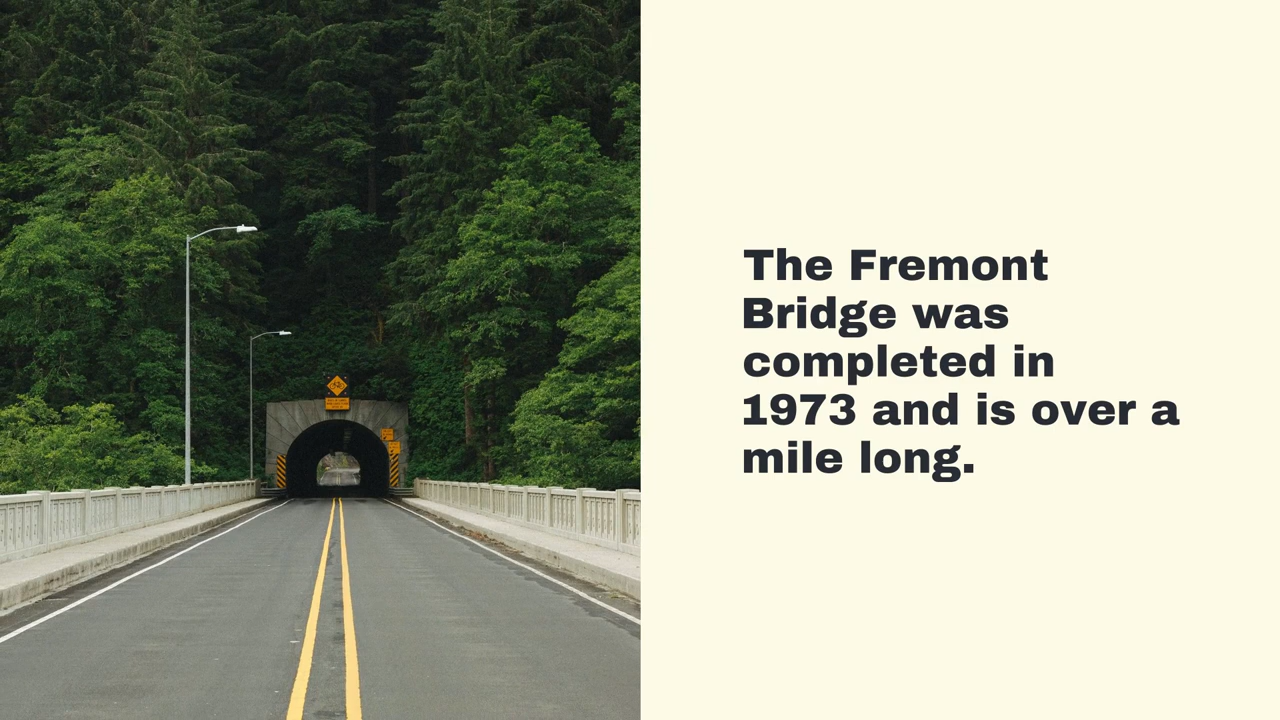 The Fremont
Bridge was
completed in
1973 and is over a
mile long.